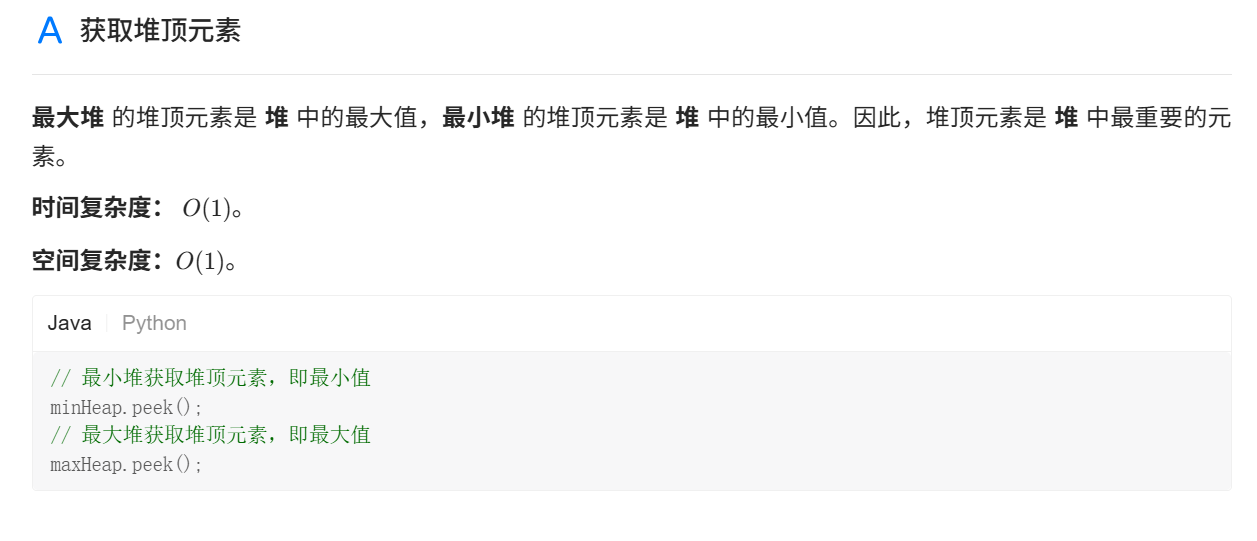 A 获取堆顶元素
最大堆 的堆顶元素是 堆 中的最大值，最小堆 的堆顶元素是 堆 中的最小值。因此，堆顶元素是 堆 中最重要的元
素。
时间复杂度： O(1)。
空间复杂度：O(1)。
Java | Python
// 最小堆获取堆顶元素，即最小值
minHeap.peek();
// 最大堆获取堆顶元素，即最大值
maxHeap.peek();